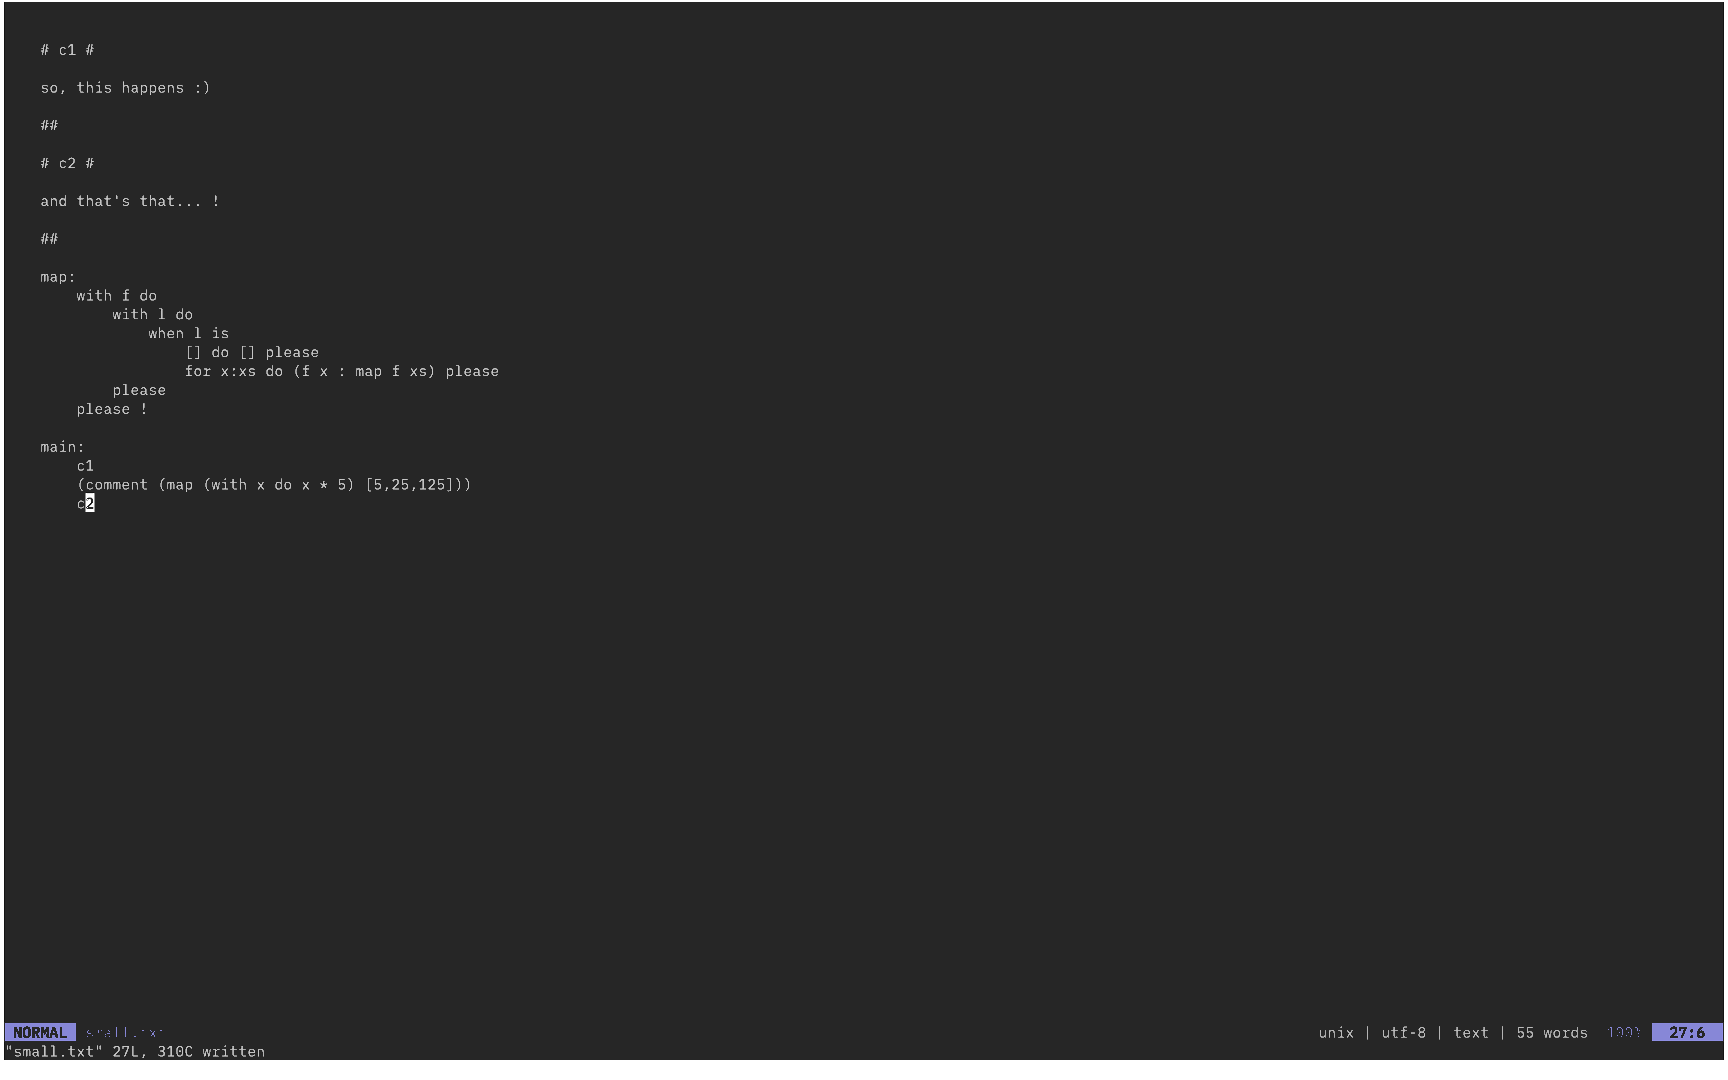 # c1 #
so, this happens :)
##
# c2 #
and that's that... !
##
map:
with f do
with l do
when l is
[] do [] please
for x:xs do (f x : map f xs) please
please
please !
main:
c1
(comment (map (with x do x * 5) [5,25,125]))
c2
NORMAL small.txt unix | utf-8 | text | 55 words 100% 27:6
"small.txt" 27L, 310C written